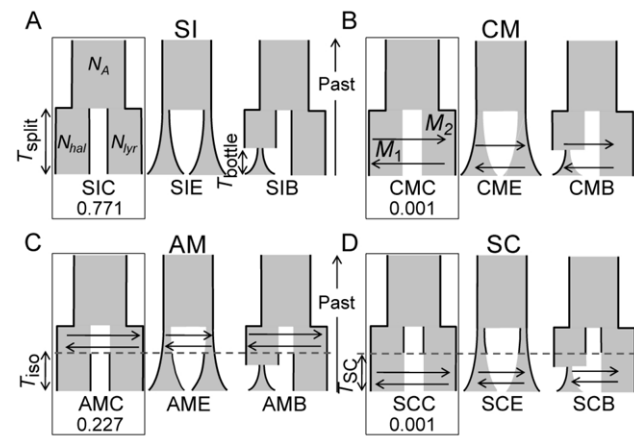 A SI
N_A
Past
T_split
N_hal N_lyr
T_bottle
SIC SIE SIB
0.771
B CM
M_2
M_1
CMC CME CMB
0.001
C AM
Past
T_iso
AMC AME AMB
0.227
D SC
T_SC
SCC SCE SCB
0.001